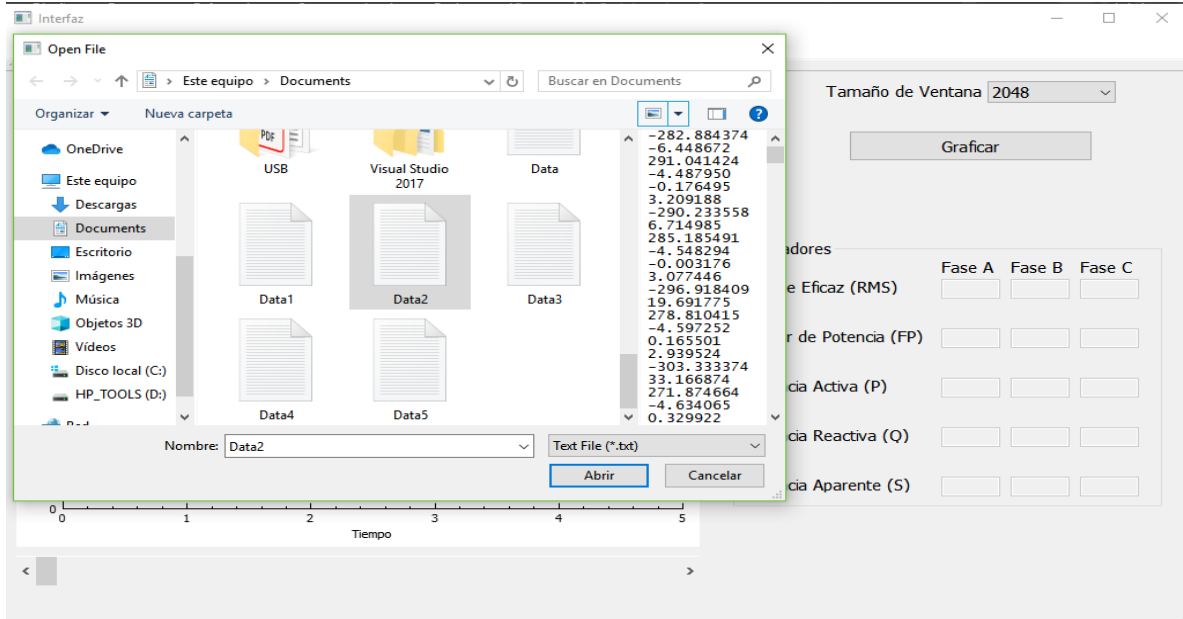 Interfaz
Open File
Este equipo > Documents
Buscar en Documents
Organizar
Nueva carpeta
OneDrive
Este equipo
Descargas
Documents
Escritorio
Imágenes
Música
Objetos 3D
Vídeos
Disco local (C:)
HP_TOOLS (D:)
PDF
USB
Visual Studio
2017
Data
Data1
Data2
Data3
Data4
Data5
-282.884374
-6.448672
291.041424
-4.487950
-0.176495
3.209188
-290.233558
6.714985
285.185491
-4.548294
-0.003176
3.077446
-296.918409
19.691775
278.810415
-4.597252
0.165501
2.939524
-303.333374
33.166874
271.874664
-4.634065
0.329922
Nombre: Data2
Text File (*.txt)
Abrir
Cancelar
Tamaño de Ventana 2048
Graficar
adores
Fase A Fase B Fase C
e Eficaz (RMS)
r de Potencia (FP)
cia Activa (P)
cia Reactiva (Q)
cia Aparente (S)
0
0 1 2 3 4 5
Tiempo